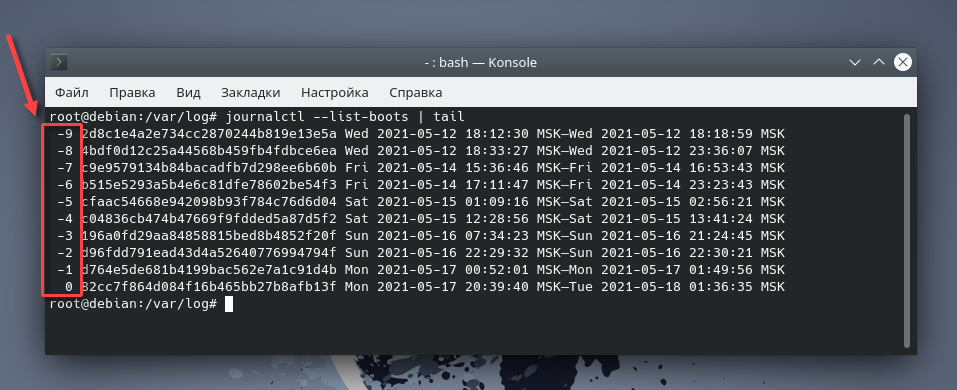 - : bash — Konsole
Файл Правка Вид Закладки Настройка Справка
root@debian:/var/log# journalctl --list-boots | tail
-9 2d8c1e4a2e734cc2870244b819e13e5a Wed 2021-05-12 18:12:30 MSK—Wed 2021-05-12 18:18:59 MSK
-8 4bdf0d12c25a44568b459fb4fdbce6ea Wed 2021-05-12 18:33:27 MSK—Wed 2021-05-12 23:36:07 MSK
-7 c9e9579134b84bacadfb7d298ee6b60b Fri 2021-05-14 15:36:46 MSK—Fri 2021-05-14 16:53:43 MSK
-6 b515e5293a5b4e6c81dfe78602be54f3 Fri 2021-05-14 17:11:47 MSK—Fri 2021-05-14 23:23:43 MSK
-5 cfaac54668e942098b93f784c76d6d04 Sat 2021-05-15 01:09:16 MSK—Sat 2021-05-15 02:56:21 MSK
-4 c04836cb474b47669f9fdded5a87d5f2 Sat 2021-05-15 12:28:56 MSK—Sat 2021-05-15 13:41:24 MSK
-3 196a0fd29aa84858815bed8b4852f20f Sun 2021-05-16 07:34:23 MSK—Sun 2021-05-16 21:24:45 MSK
-2 d96fdd791ead43d4a52640776994794f Sun 2021-05-16 22:29:32 MSK—Sun 2021-05-16 22:30:21 MSK
-1 d764e5de681b4199bac562e7a1c91d4b Mon 2021-05-17 00:52:01 MSK—Mon 2021-05-17 01:49:56 MSK
0 82cc7f864d084f16b465bb27b8afb13f Mon 2021-05-17 20:39:40 MSK—Tue 2021-05-18 01:36:35 MSK
root@debian:/var/log#